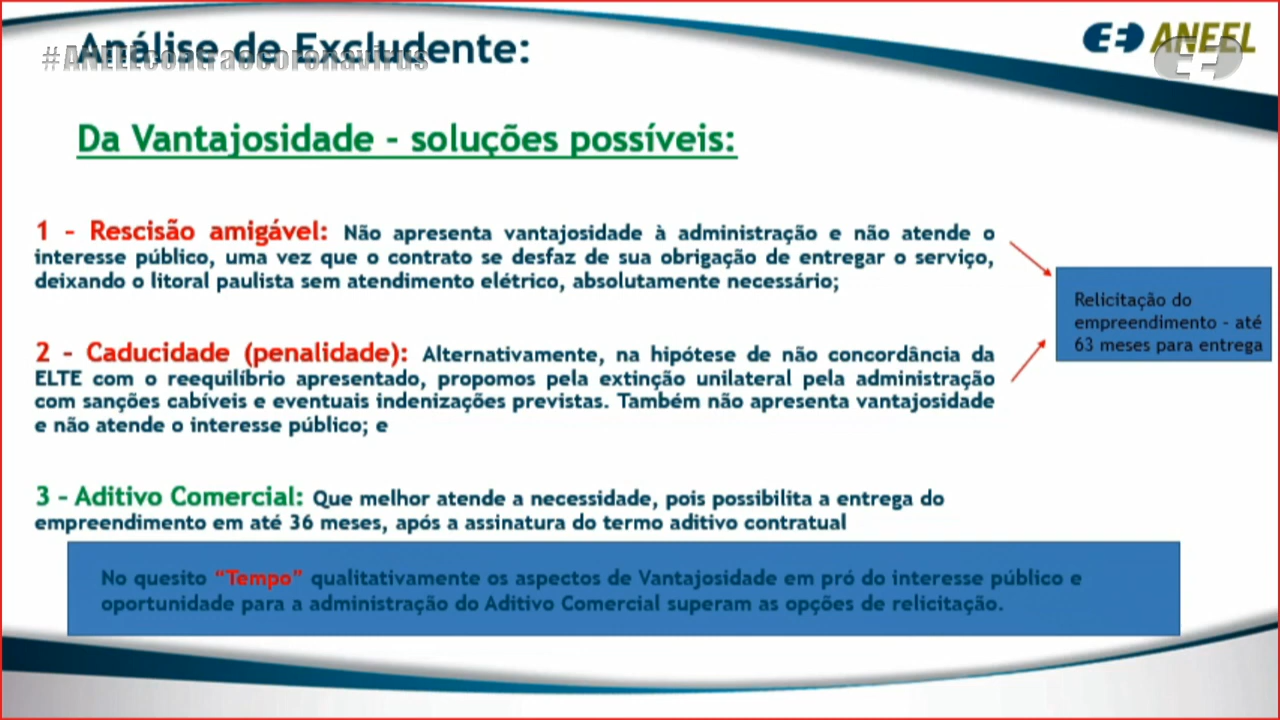 Análise de Excludente:
#ANEELcontraocoronavirus
ANEEL
Da Vantajosidade - soluções possíveis:
1 - Rescisão amigável: Não apresenta vantajosidade à administração e não atende o
interesse público, uma vez que o contrato se desfaz de sua obrigação de entregar o serviço,
deixando o litoral paulista sem atendimento elétrico, absolutamente necessário;
Relicitação do
empreendimento - até
63 meses para entrega
2 - Caducidade (penalidade): Alternativamente, na hipótese de não concordância da
ELTE com o reequilíbrio apresentado, propomos pela extinção unilateral pela administração
com sanções cabíveis e eventuais indenizações previstas. Também não apresenta vantajosidade
e não atende o interesse público; e
3 - Aditivo Comercial: Que melhor atende a necessidade, pois possibilita a entrega do
empreendimento em até 36 meses, após a assinatura do termo aditivo contratual
No quesito “Tempo” qualitativamente os aspectos de Vantajosidade em pró do interesse público e
oportunidade para a administração do Aditivo Comercial superam as opções de relicitação.